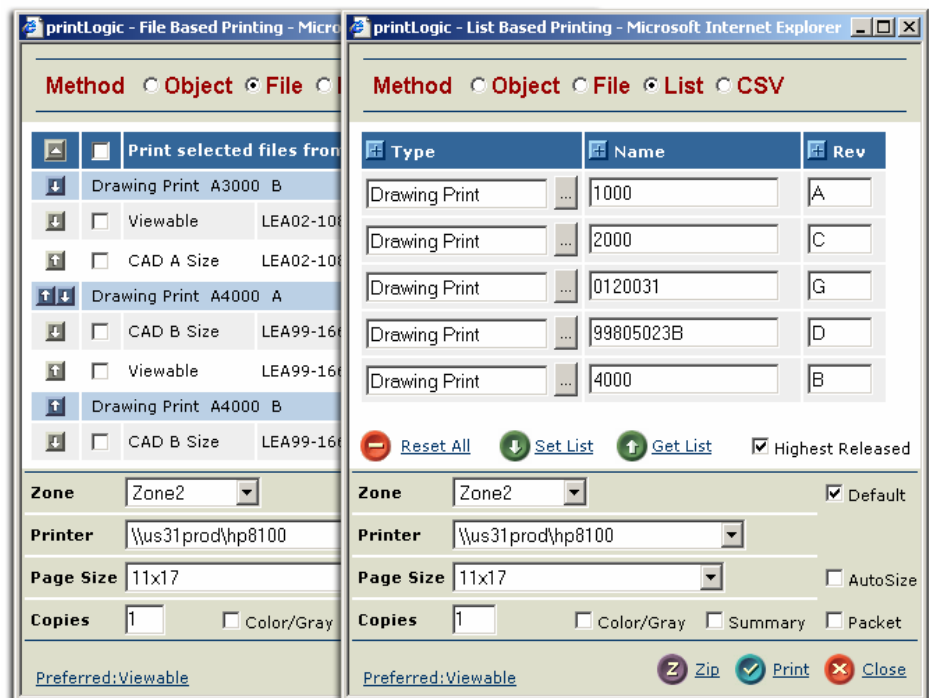 printLogic - File Based Printing - Micro
Method Object File
Print selected files from
Drawing Print A3000 B
Viewable LEA02-108
CAD A Size LEA02-108
Drawing Print A4000 A
CAD B Size LEA99-166
Viewable LEA99-166
Drawing Print A4000 B
CAD B Size LEA99-166
Zone Zone2
Printer \\us31prod\hp8100
Page Size 11x17
Copies 1 Color/Gray
Preferred:Viewable
printLogic - List Based Printing - Microsoft Internet Explorer
Method Object File List CSV
Type Name Rev
Drawing Print ... 1000 A
Drawing Print ... 2000 C
Drawing Print ... 0120031 G
Drawing Print ... 99805023B D
Drawing Print ... 4000 B
Reset All Set List Get List Highest Released
Zone Zone2 Default
Printer \\us31prod\hp8100
Page Size 11x17 AutoSize
Copies 1 Color/Gray Summary Packet
Preferred:Viewable Z Zip Print Close